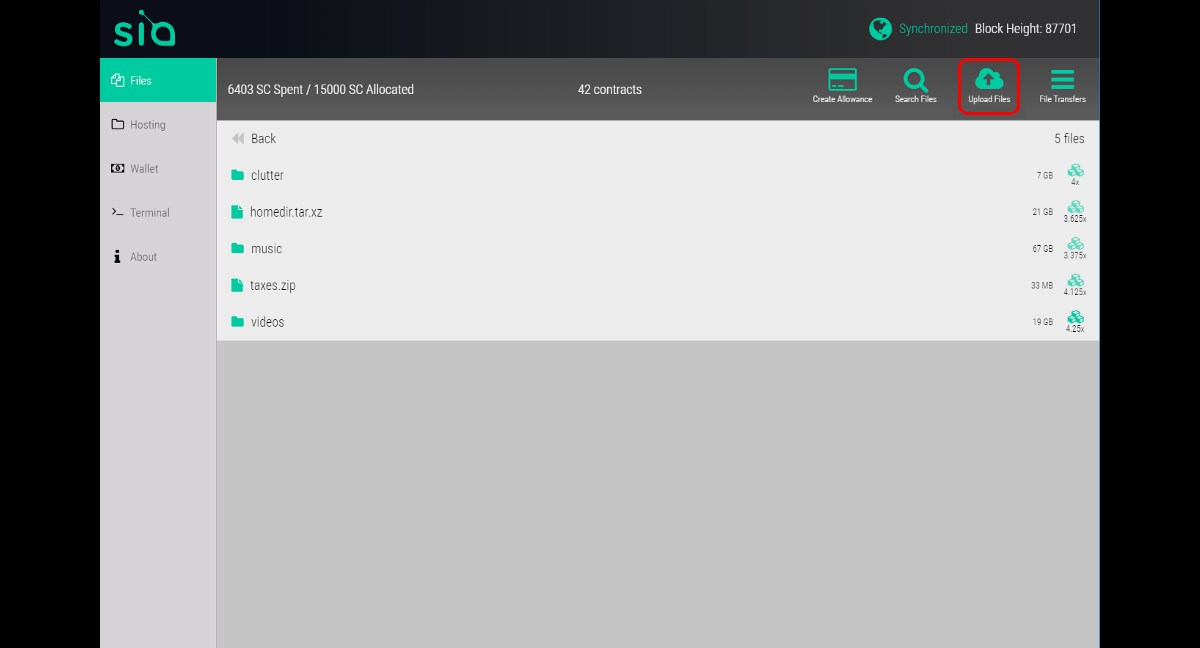 sia
Synchronized Block Height: 87701
Files
Hosting
Wallet
Terminal
About
6403 SC Spent / 15000 SC Allocated
42 contracts
Create Allowance
Search Files
Upload Files
File Transfers
Back
5 files
clutter
7 GB
4x
homedir.tar.xz
21 GB
3.625x
music
67 GB
3.375x
taxes.zip
33 MB
4.125x
videos
19 GB
4.25x